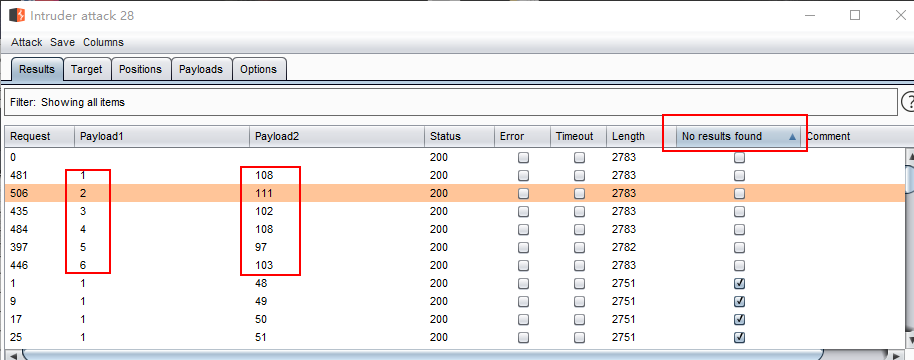 Intruder attack 28
Attack Save Columns
Results Target Positions Payloads Options
Filter: Showing all items ?
Request Payload1 Payload2 Status Error Timeout Length No results found Comment
0 200 2783
481 1 108 200 2783
506 2 111 200 2783
435 3 102 200 2783
484 4 108 200 2783
397 5 97 200 2782
446 6 103 200 2783
1 1 48 200 2751
9 1 49 200 2751
17 1 50 200 2751
25 1 51 200 2751